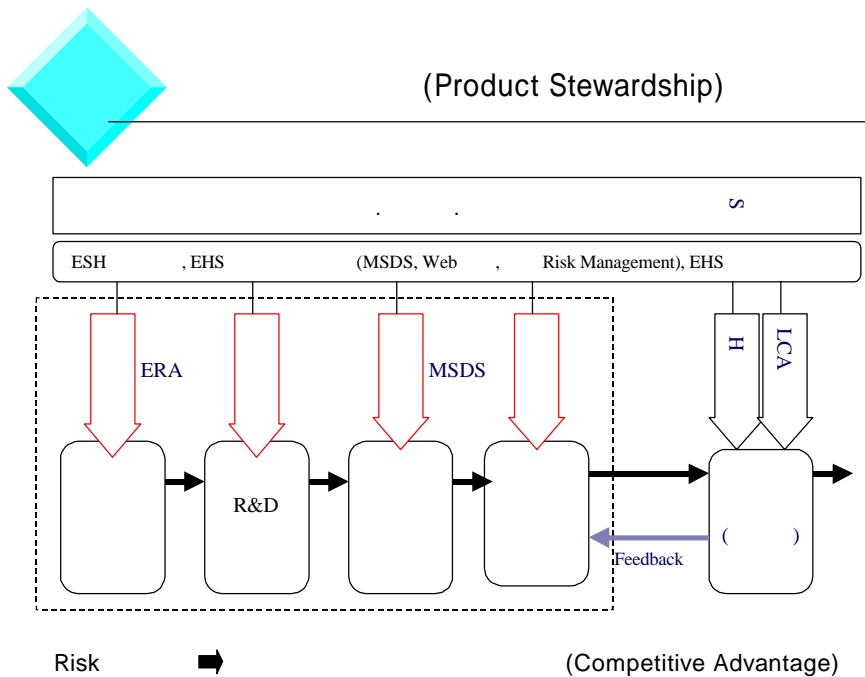 (Product Stewardship)
. .
S
ESH , EHS (MSDS, Web , Risk Management), EHS
H
LCA
ERA
MSDS
R&D
( )
Feedback
Risk
(Competitive Advantage)